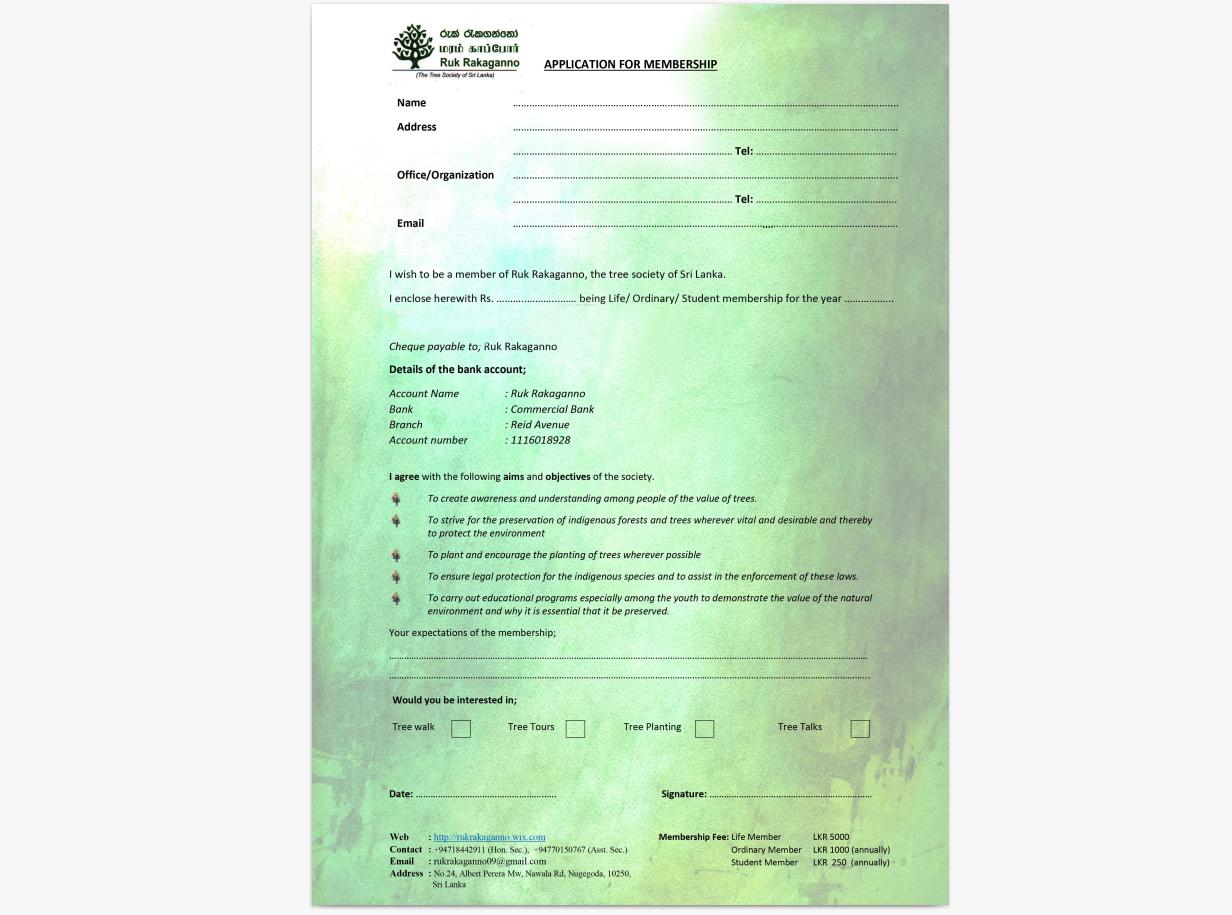 රුක් රැකගන්නෝ
மரம் காப்போர்
Ruk Rakaganno
(The Tree Society of Sri Lanka)
APPLICATION FOR MEMBERSHIP
Name ..........................................................................................
Address ..........................................................................................
.................................................. Tel: ................................
Office/Organization ..........................................................................................
.................................................. Tel: ................................
Email ..........................................................................................
I wish to be a member of Ruk Rakaganno, the tree society of Sri Lanka.
I enclose herewith Rs. ........................ being Life/ Ordinary/ Student membership for the year ................
Cheque payable to; Ruk Rakaganno
Details of the bank account;
Account Name : Ruk Rakaganno
Bank : Commercial Bank
Branch : Reid Avenue
Account number : 1116018928
I agree with the following aims and objectives of the society.
To create awareness and understanding among people of the value of trees.
To strive for the preservation of indigenous forests and trees wherever vital and desirable and thereby
to protect the environment
To plant and encourage the planting of trees wherever possible
To ensure legal protection for the indigenous species and to assist in the enforcement of these laws.
To carry out educational programs especially among the youth to demonstrate the value of the natural
environment and why it is essential that it be preserved.
Your expectations of the membership;
..........................................................................................
..........................................................................................
Would you be interested in;
Tree walk Tree Tours Tree Planting Tree Talks
Date: ........................................ Signature: ........................................
Web : http://rukrakaganno.wix.com
Contact : +94718442911 (Hon. Sec.), +94770150767 (Asst. Sec.)
Email : rukrakaganno09@gmail.com
Address : No.24, Albert Perera Mw, Nawala Rd, Nugegoda, 10250,
Sri Lanka
Membership Fee: Life Member LKR 5000
Ordinary Member LKR 1000 (annually)
Student Member LKR 250 (annually)